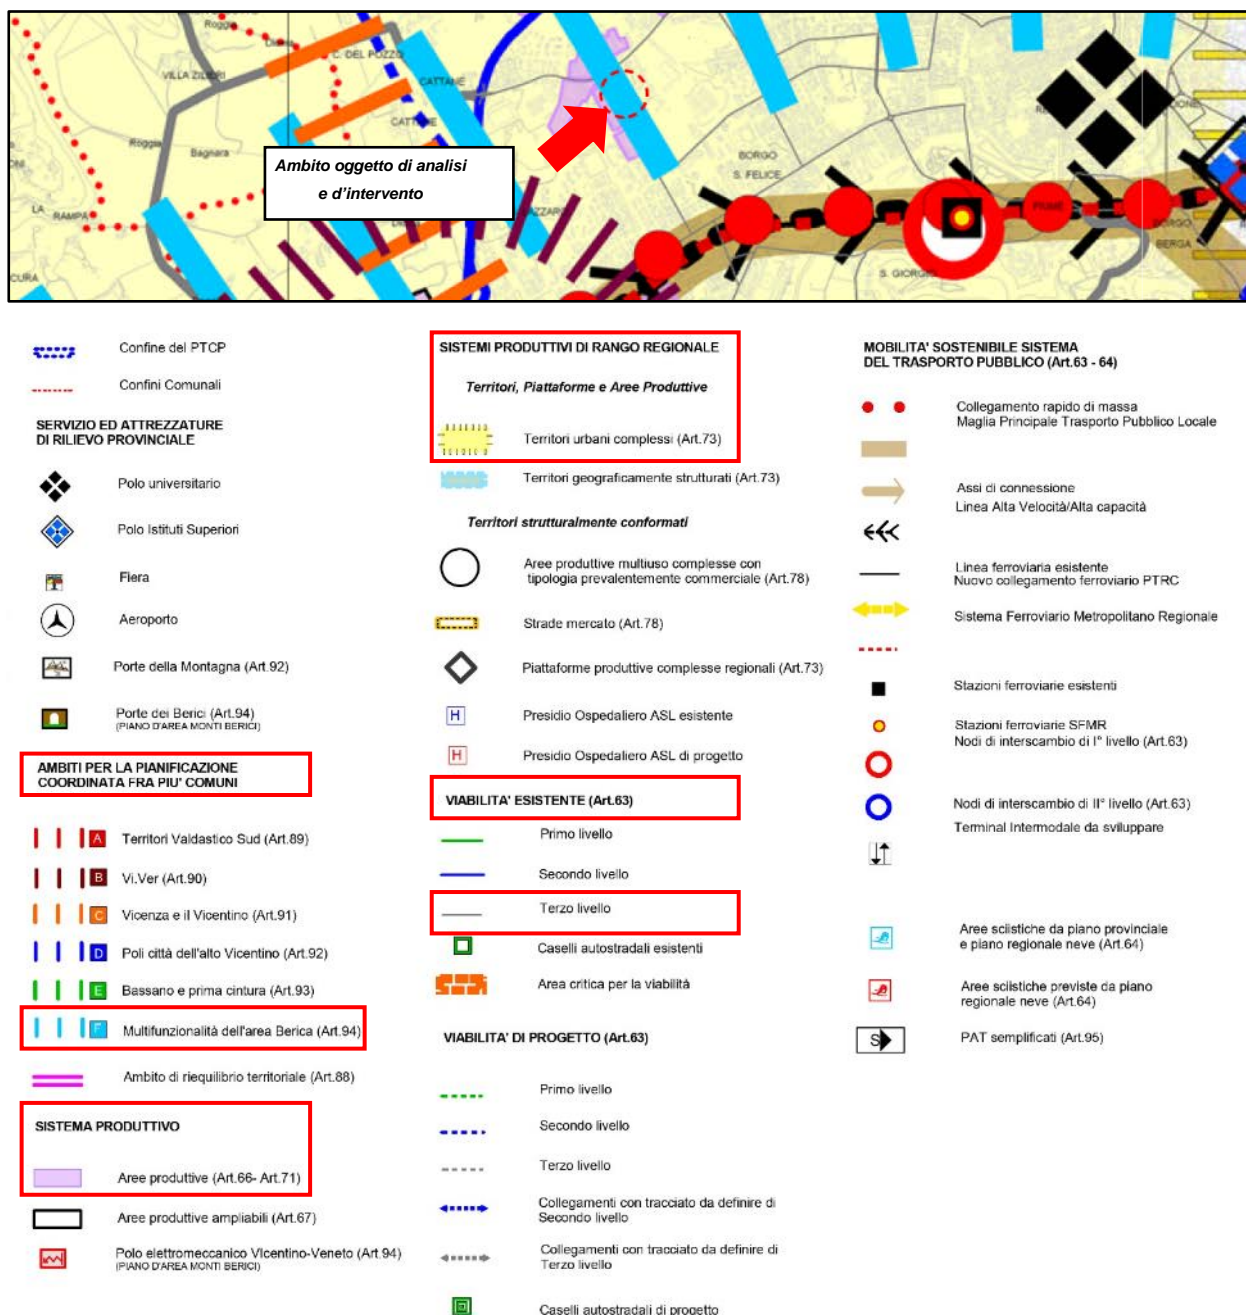 Roggia
Dioma
C. DEL POZZO
VILLA ZILERI
CATTANE
CATTANE
Roggia
Bagnara
Ambito oggetto di analisi
e d'intervento
BORGO
S. FELICE
LA
RAMPA
CURA
S. GIORGIO
BORGO
BERGA
Confine del PTCP
Confini Comunali
SERVIZIO ED ATTREZZATURE
DI RILIEVO PROVINCIALE
Polo universitario
Polo Istituti Superiori
Fiera
Aeroporto
Porte della Montagna (Art.92)
Porte dei Berici (Art.94)
(PIANO D'AREA MONTI BERICI)
AMBITI PER LA PIANIFICAZIONE
COORDINATA FRA PIU' COMUNI
A Territori Valdastico Sud (Art.89)
B Vi.Ver (Art.90)
C Vicenza e il Vicentino (Art.91)
D Poli città dell'alto Vicentino (Art.92)
E Bassano e prima cintura (Art.93)
F Multifunzionalità dell'area Berica (Art.94)
Ambito di riequilibrio territoriale (Art.88)
SISTEMA PRODUTTIVO
Aree produttive (Art.66- Art.71)
Aree produttive ampliabili (Art.67)
Polo elettromeccanico VIcentino-Veneto (Art.94)
(PIANO D'AREA MONTI BERICI)
SISTEMI PRODUTTIVI DI RANGO REGIONALE
Territori, Piattaforme e Aree Produttive
Territori urbani complessi (Art.73)
Territori geograficamente strutturati (Art.73)
Territori strutturalmente conformati
Aree produttive multiuso complesse con
tipologia prevalentemente commerciale (Art.78)
Strade mercato (Art.78)
Piattaforme produttive complesse regionali (Art.73)
H Presidio Ospedaliero ASL esistente
H Presidio Ospedaliero ASL di progetto
VIABILITA' ESISTENTE (Art.63)
Primo livello
Secondo livello
Terzo livello
Caselli autostradali esistenti
Area critica per la viabilità
VIABILITA' DI PROGETTO (Art.63)
Primo livello
Secondo livello
Terzo livello
Collegamenti con tracciato da definire di
Secondo livello
Collegamenti con tracciato da definire di
Terzo livello
Caselli autostradali di progetto
MOBILITA' SOSTENIBILE SISTEMA
DEL TRASPORTO PUBBLICO (Art.63 - 64)
Collegamento rapido di massa
Maglia Principale Trasporto Pubblico Locale
Assi di connessione
Linea Alta Velocità/Alta capacità
Linea ferroviaria esistente
Nuovo collegamento ferroviario PTRC
Sistema Ferroviario Metropolitano Regionale
Stazioni ferroviarie esistenti
Stazioni ferroviarie SFMR
Nodi di interscambio di I° livello (Art.63)
Nodi di interscambio di II° livello (Art.63)
Terminal Intermodale da sviluppare
Aree sciistiche da piano provinciale
e piano regionale neve (Art.64)
Aree sciistiche previste da piano
regionale neve (Art.64)
S PAT semplificati (Art.95)